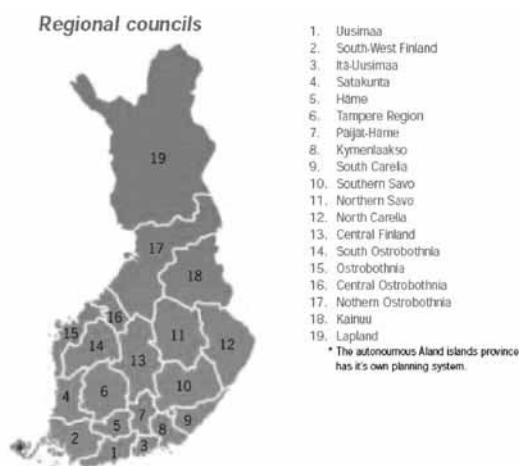 Regional councils
1. Uusimaa
2. South-West Finland
3. Itä-Uusimaa
4. Satakunta
5. Häme
6. Tampere Region
7. Päijät-Häme
8. Kymenlaakso
9. South Carelia
10. Southern Savo
11. Northern Savo
12. North Carelia
13. Central Finland
14. South Ostrobothnia
15. Ostrobothnia
16. Central Ostrobothnia
17. Nothern Ostrobothnia
18. Kainuu
19. Lapland
* The autonoumous Åland islands province
has it's own planning system.
19
17
18
16
15
14
13
11
12
4
6
10
7
9
5
8
2
1
3